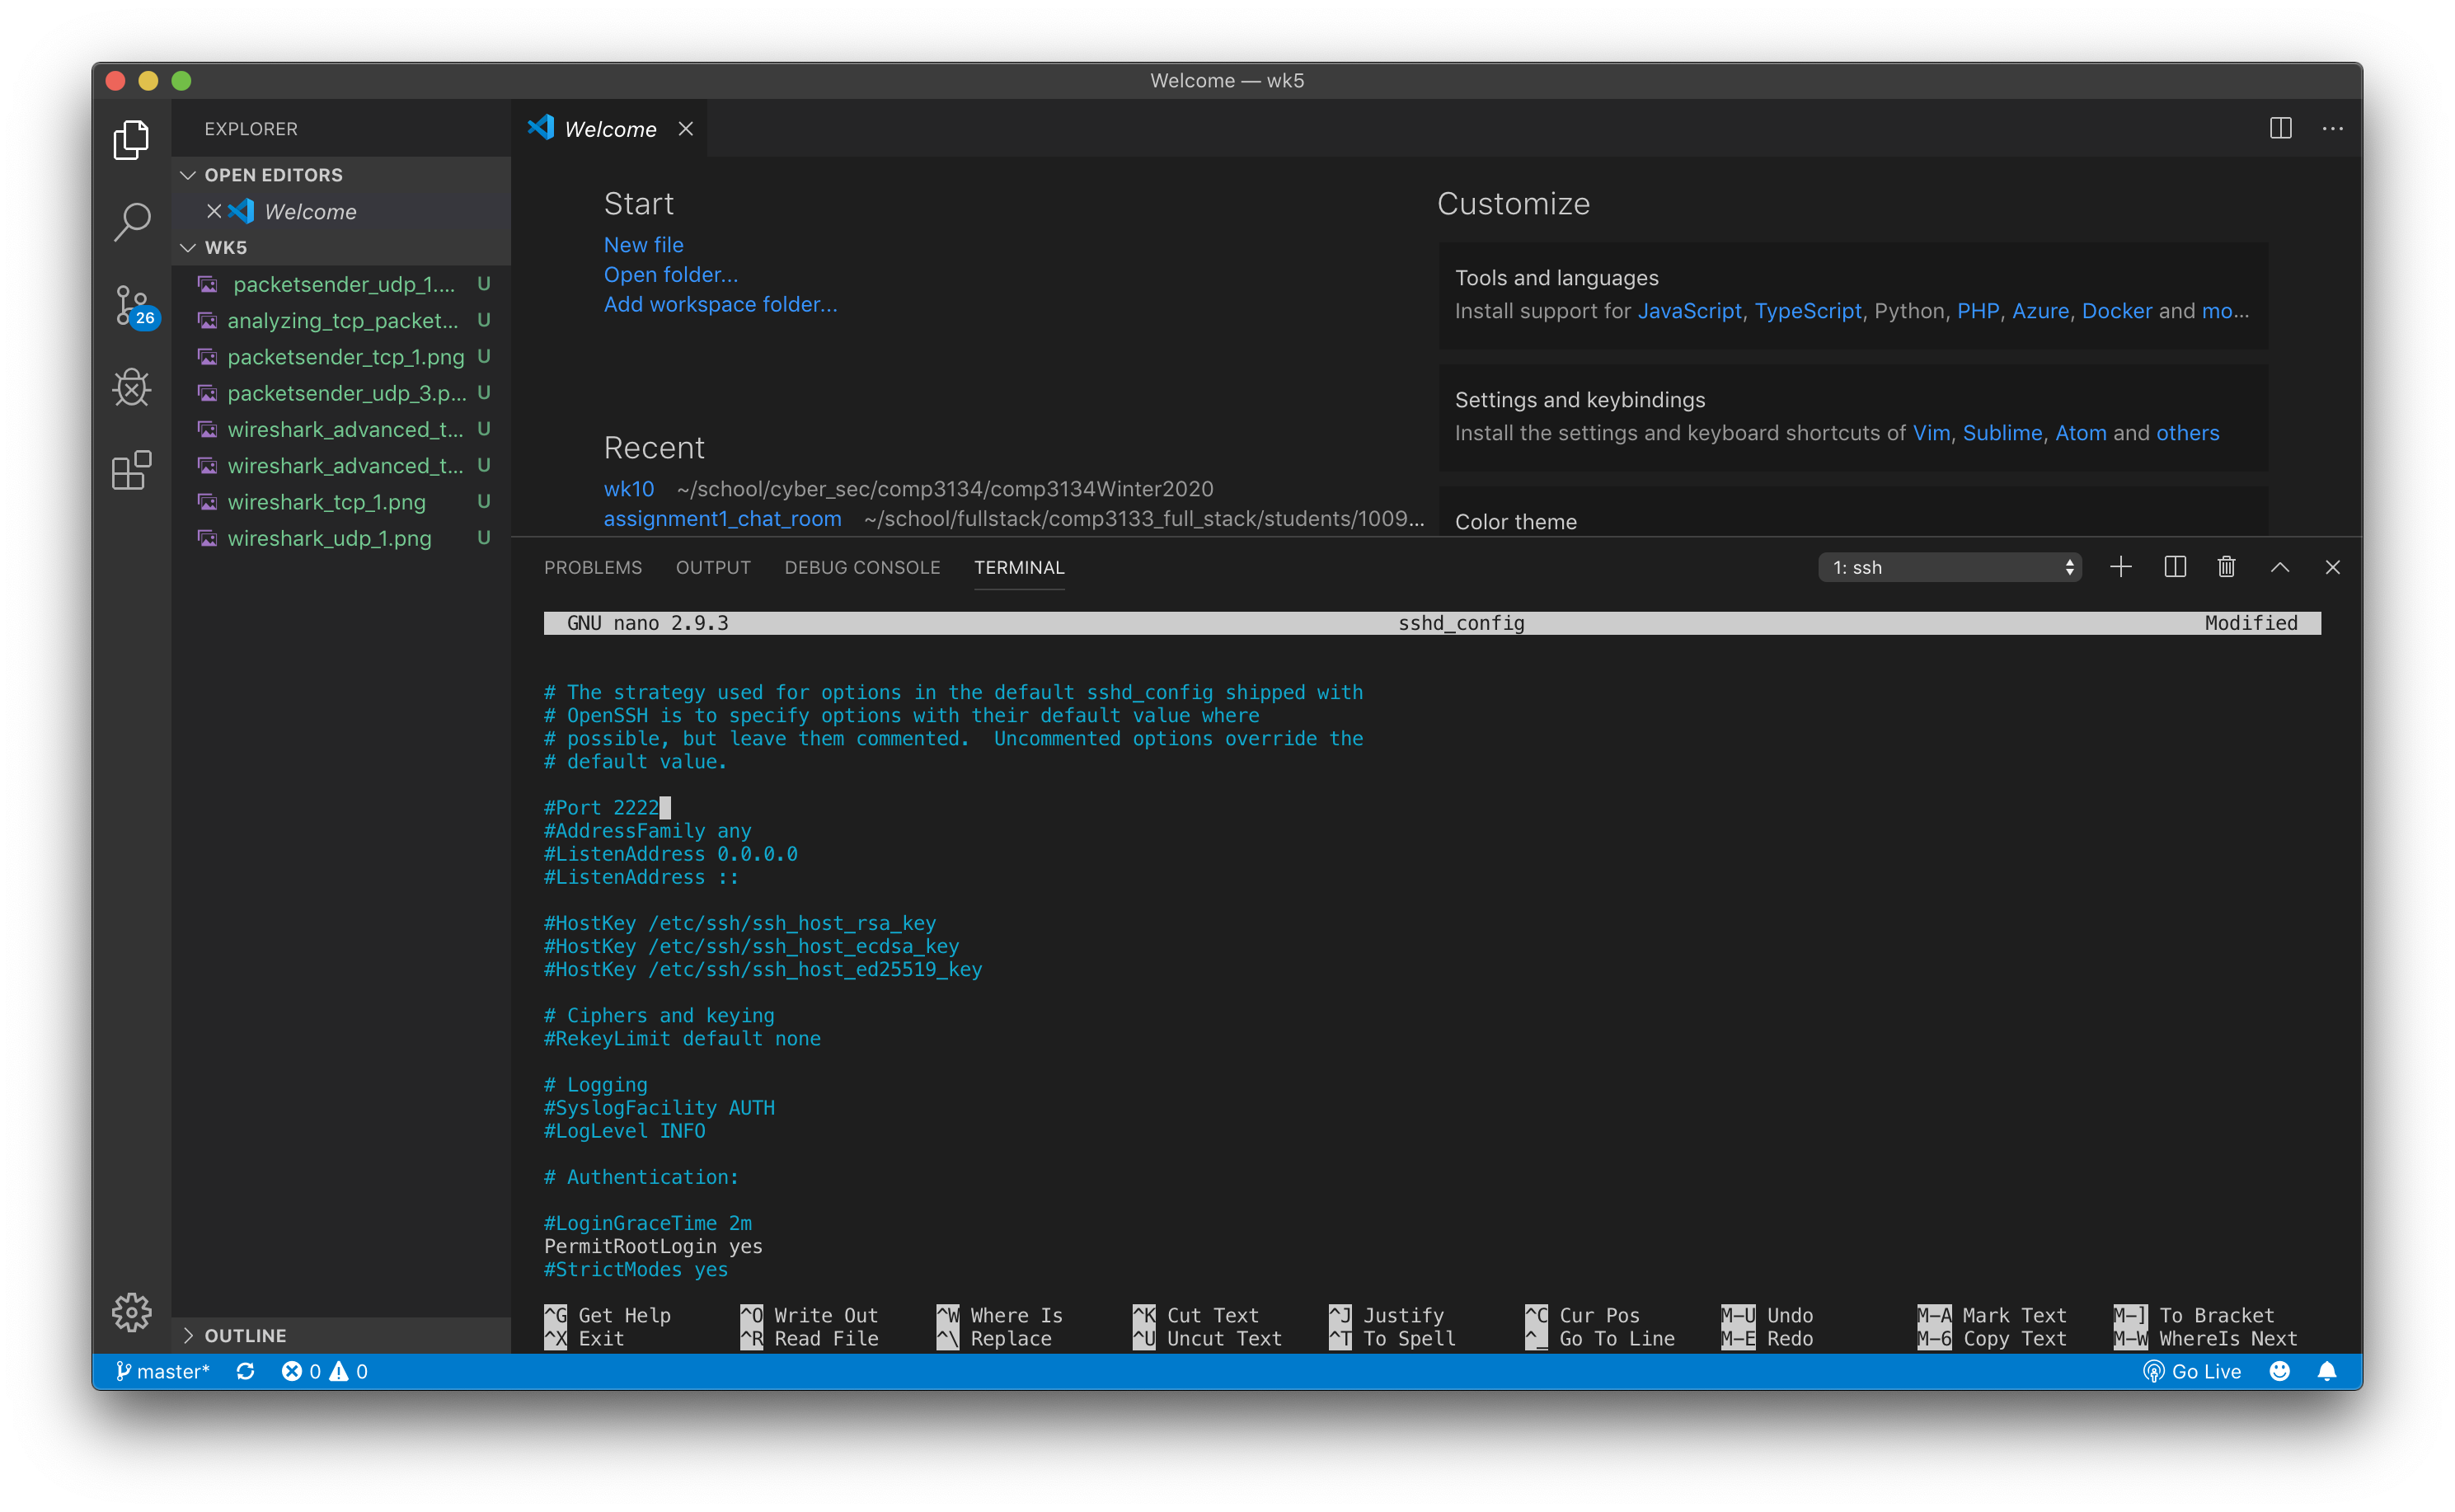 Welcome — wk5
EXPLORER
OPEN EDITORS
Welcome
WK5
packetsender_udp_1.... U
analyzing_tcp_packet... U
packetsender_tcp_1.png U
packetsender_udp_3.p... U
wireshark_advanced_t... U
wireshark_advanced_t... U
wireshark_tcp_1.png U
wireshark_udp_1.png U
26
OUTLINE
Welcome
Start
New file
Open folder...
Add workspace folder...
Recent
wk10 ~/school/cyber_sec/comp3134/comp3134Winter2020
assignment1_chat_room ~/school/fullstack/comp3133_full_stack/students/1009...
Customize
Tools and languages
Install support for JavaScript, TypeScript, Python, PHP, Azure, Docker and mo...
Settings and keybindings
Install the settings and keyboard shortcuts of Vim, Sublime, Atom and others
Color theme
PROBLEMS OUTPUT DEBUG CONSOLE TERMINAL 1: ssh
GNU nano 2.9.3 sshd_config Modified
# The strategy used for options in the default sshd_config shipped with
# OpenSSH is to specify options with their default value where
# possible, but leave them commented.  Uncommented options override the
# default value.
#Port 2222
#AddressFamily any
#ListenAddress 0.0.0.0
#ListenAddress ::
#HostKey /etc/ssh/ssh_host_rsa_key
#HostKey /etc/ssh/ssh_host_ecdsa_key
#HostKey /etc/ssh/ssh_host_ed25519_key
# Ciphers and keying
#RekeyLimit default none
# Logging
#SyslogFacility AUTH
#LogLevel INFO
# Authentication:
#LoginGraceTime 2m
PermitRootLogin yes
#StrictModes yes
^G Get Help ^O Write Out ^W Where Is ^K Cut Text ^J Justify ^C Cur Pos M-U Undo M-A Mark Text M-] To Bracket
^X Exit ^R Read File ^\ Replace ^U Uncut Text ^T To Spell ^_ Go To Line M-E Redo M-6 Copy Text M-W WhereIs Next
master* 0 0 Go Live